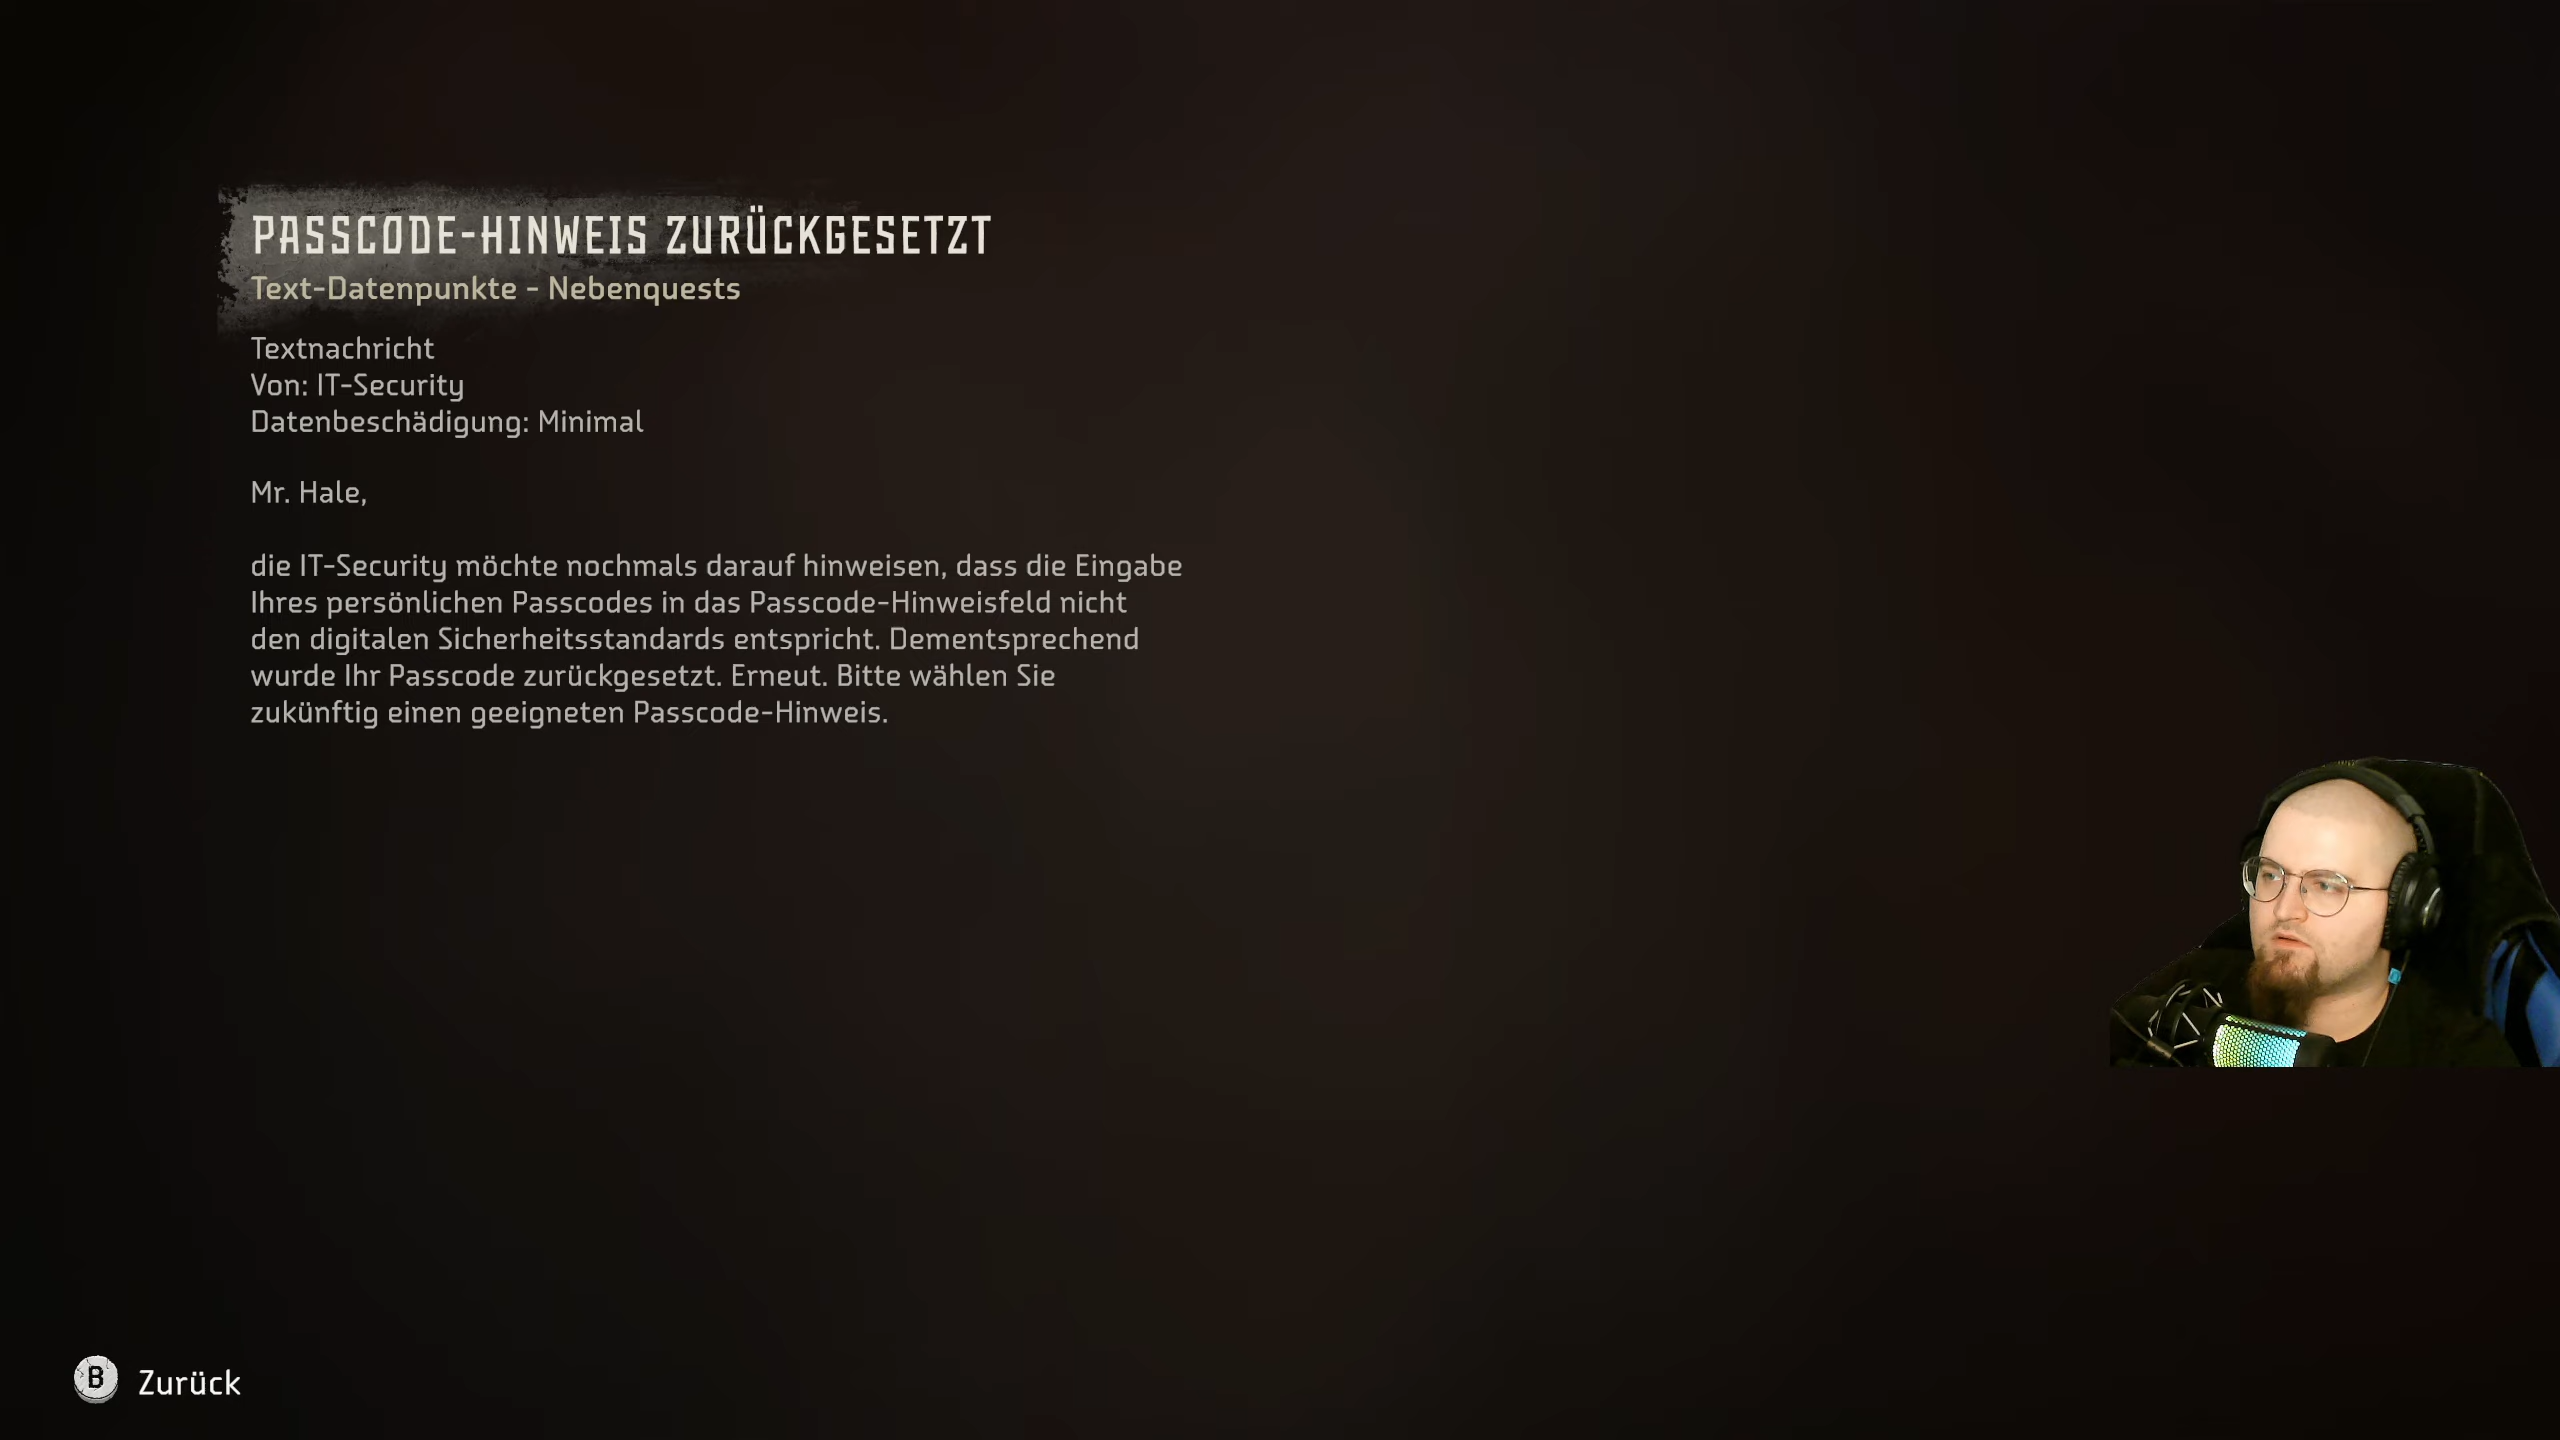 PASSCODE-HINWEIS ZURÜCKGESETZT
Text-Datenpunkte - Nebenquests
Textnachricht
Von: IT-Security
Datenbeschädigung: Minimal
Mr. Hale,
die IT-Security möchte nochmals darauf hinweisen, dass die Eingabe
Ihres persönlichen Passcodes in das Passcode-Hinweisfeld nicht
den digitalen Sicherheitsstandards entspricht. Dementsprechend
wurde Ihr Passcode zurückgesetzt. Erneut. Bitte wählen Sie
zukünftig einen geeigneten Passcode-Hinweis.
B Zurück